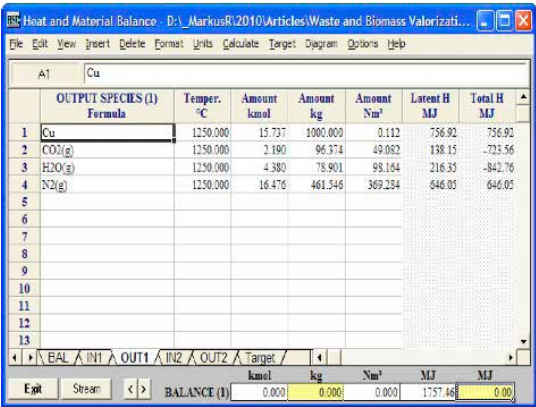 HSC Heat and Material Balance - D:\_MarkusR\2010\Articles\Waste and Biomass Valorizati...
File Edit View Insert Delete Format Units Calculate Target Diagram Options Help
A1 Cu
OUTPUT SPECIES (1) Temper. Amount Amount Amount Latent H Total H
Formula °C kmol kg Nm³ MJ MJ
1 Cu 1250.000 15.737 1000.000 0.112 756.92 756.92
2 CO2(g) 1250.000 2.190 96.374 49.082 138.15 -723.56
3 H2O(g) 1250.000 4.380 78.901 98.164 216.35 -842.76
4 N2(g) 1250.000 16.476 461.546 369.284 646.05 646.05
5
6
7
8
9
10
11
12
13
BAL IN1 OUT1 IN2 OUT2 Target
kmol kg Nm³ MJ MJ
Exit Stream < > BALANCE (1) 0.000 0.000 0.000 1757.46 0.00